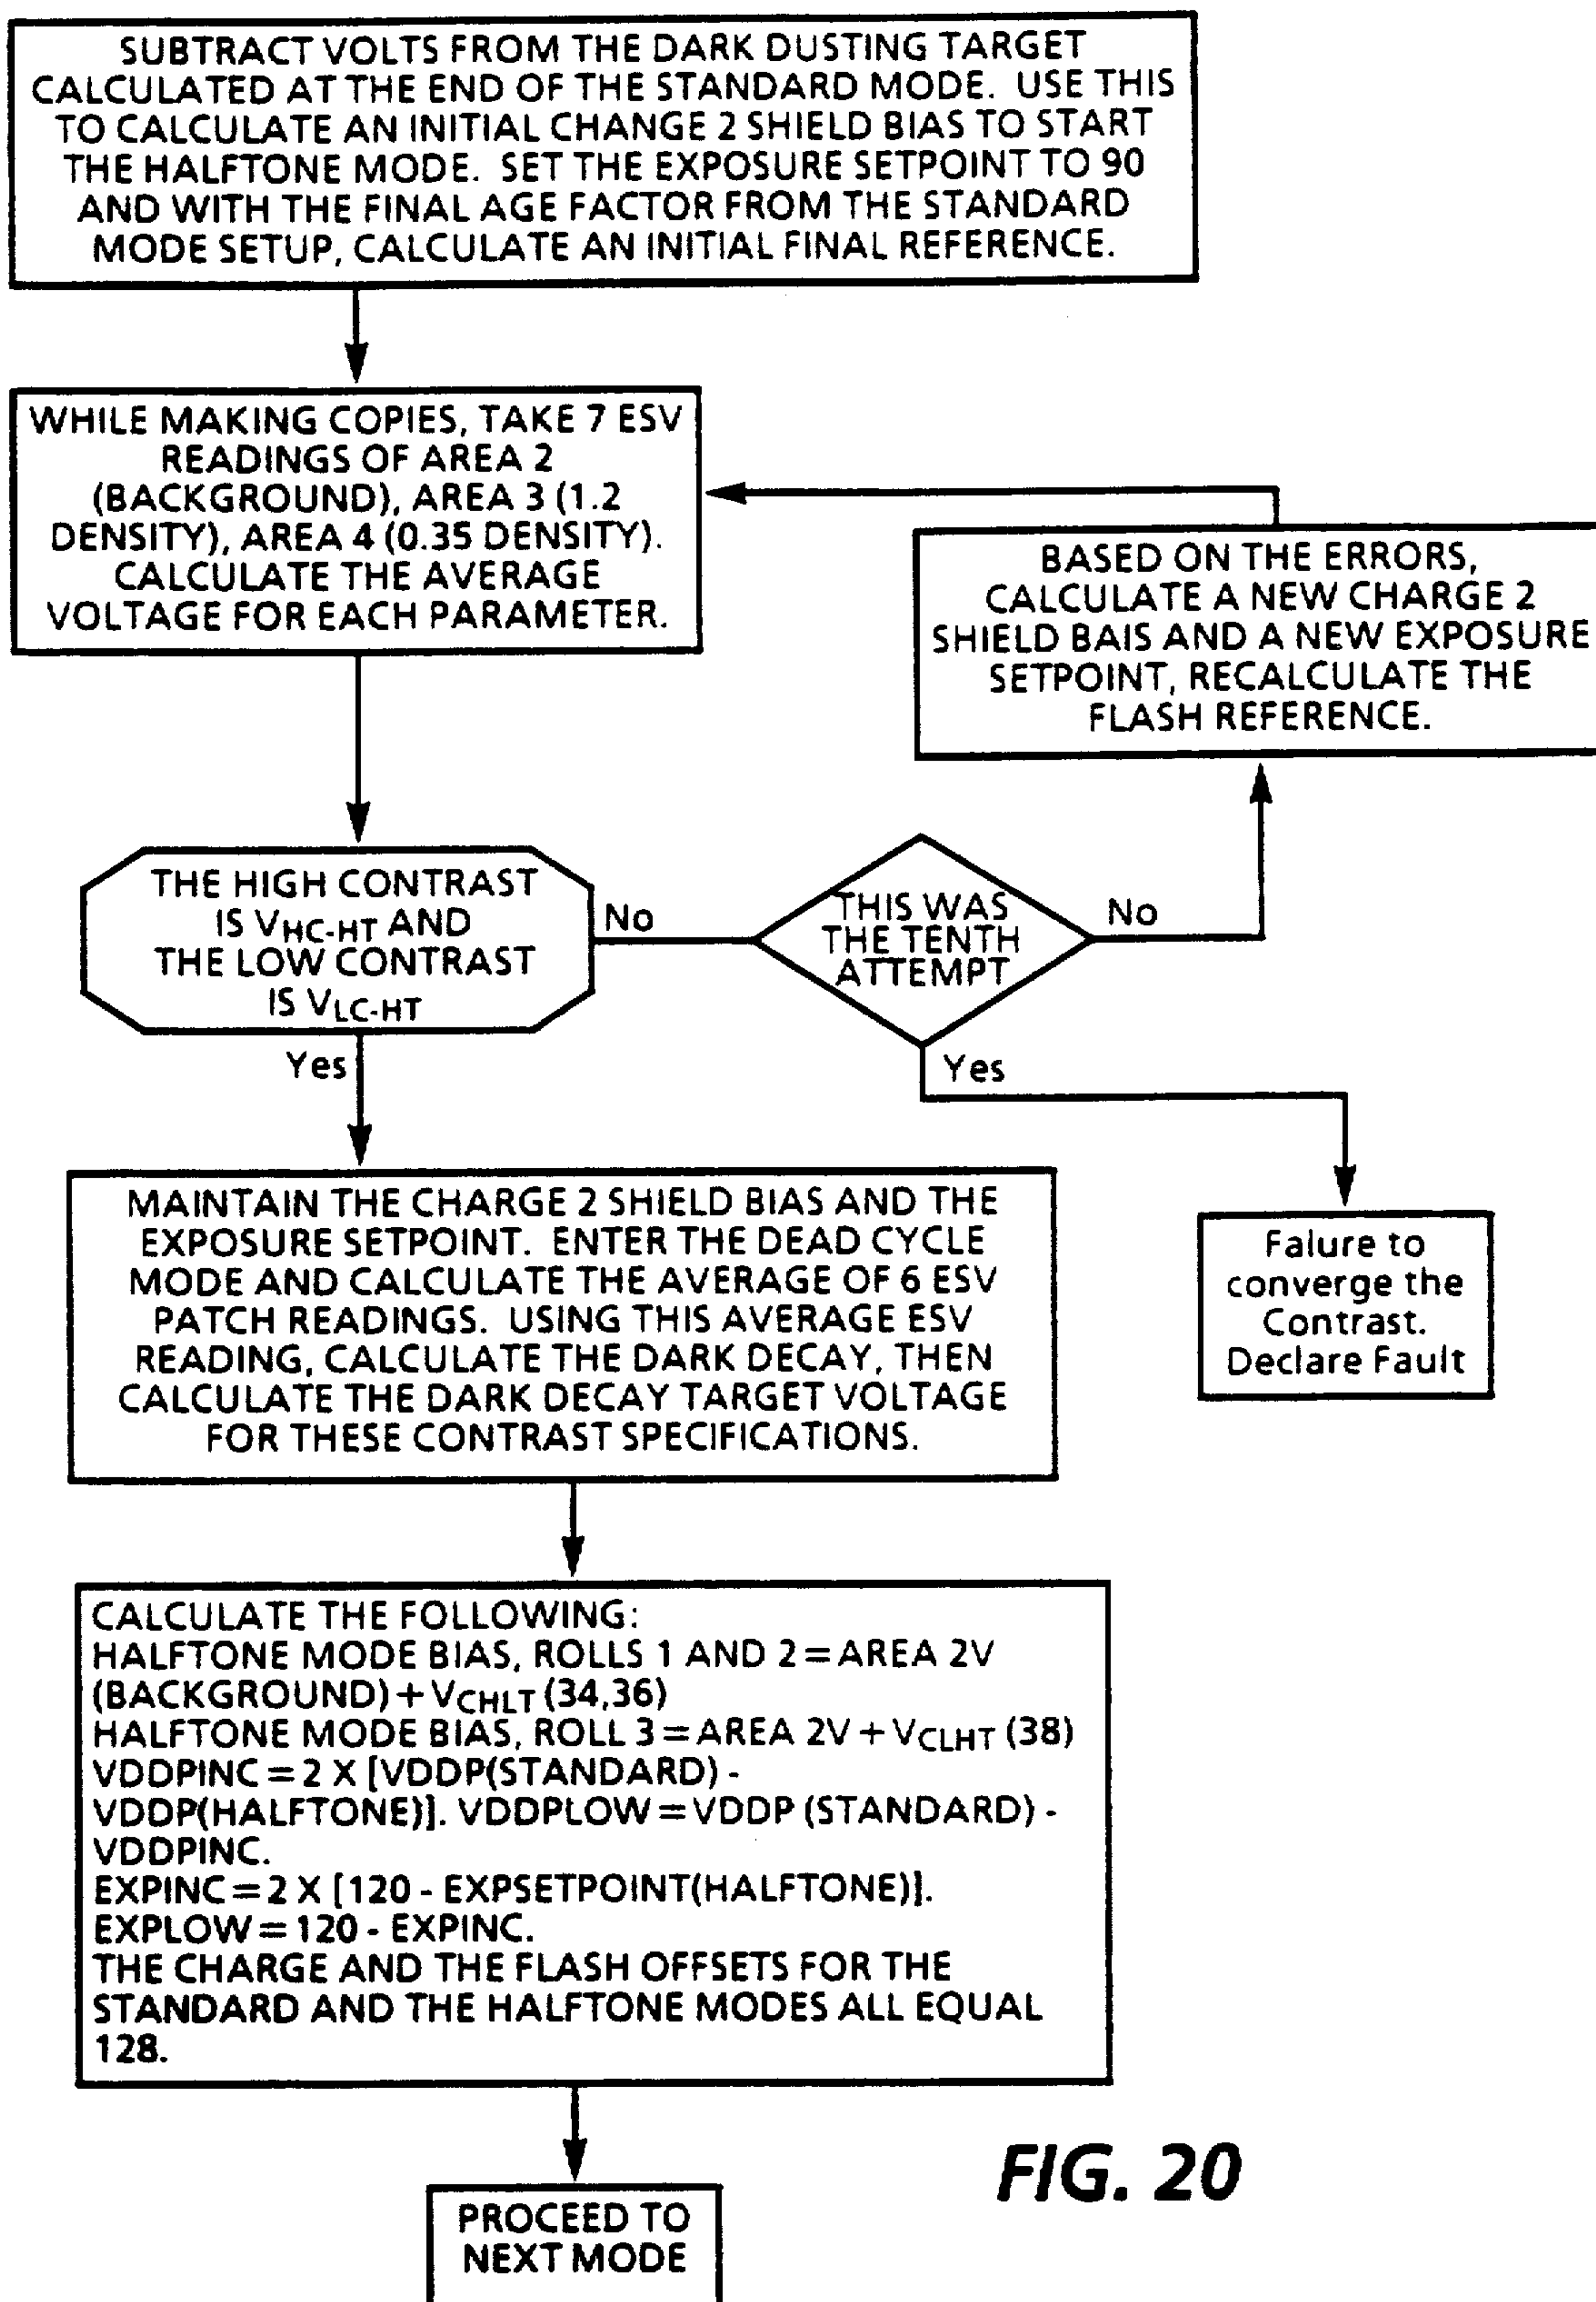 SUBTRACT VOLTS FROM THE DARK DUSTING TARGET
CALCULATED AT THE END OF THE STANDARD MODE. USE THIS
TO CALCULATE AN INITIAL CHANGE 2 SHIELD BIAS TO START
THE HALFTONE MODE. SET THE EXPOSURE SETPOINT TO 90
AND WITH THE FINAL AGE FACTOR FROM THE STANDARD
MODE SETUP, CALCULATE AN INITIAL FINAL REFERENCE.
WHILE MAKING COPIES, TAKE 7 ESV
READINGS OF AREA 2
(BACKGROUND), AREA 3 (1.2
DENSITY), AREA 4 (0.35 DENSITY).
CALCULATE THE AVERAGE
VOLTAGE FOR EACH PARAMETER.
BASED ON THE ERRORS,
CALCULATE A NEW CHARGE 2
SHIELD BAIS AND A NEW EXPOSURE
SETPOINT, RECALCULATE THE
FLASH REFERENCE.
THE HIGH CONTRAST
IS VHC-HT AND
THE LOW CONTRAST
IS VLC-HT
No
THIS WAS
THE TENTH
ATTEMPT
No
Yes
Yes
MAINTAIN THE CHARGE 2 SHIELD BIAS AND THE
EXPOSURE SETPOINT. ENTER THE DEAD CYCLE
MODE AND CALCULATE THE AVERAGE OF 6 ESV
PATCH READINGS. USING THIS AVERAGE ESV
READING, CALCULATE THE DARK DECAY, THEN
CALCULATE THE DARK DECAY TARGET VOLTAGE
FOR THESE CONTRAST SPECIFICATIONS.
Falure to
converge the
Contrast.
Declare Fault
CALCULATE THE FOLLOWING:
HALFTONE MODE BIAS, ROLLS 1 AND 2 = AREA 2V
(BACKGROUND) + VCHLT (34,36)
HALFTONE MODE BIAS, ROLL 3 = AREA 2V + VCLHT (38)
VDDPINC = 2 X [VDDP(STANDARD) -
VDDP(HALFTONE)]. VDDPLOW = VDDP (STANDARD) -
VDDPINC.
EXPINC = 2 X [120 - EXPSETPOINT(HALFTONE)].
EXPLOW = 120 - EXPINC.
THE CHARGE AND THE FLASH OFFSETS FOR THE
STANDARD AND THE HALFTONE MODES ALL EQUAL
128.
PROCEED TO
NEXT MODE
FIG. 20